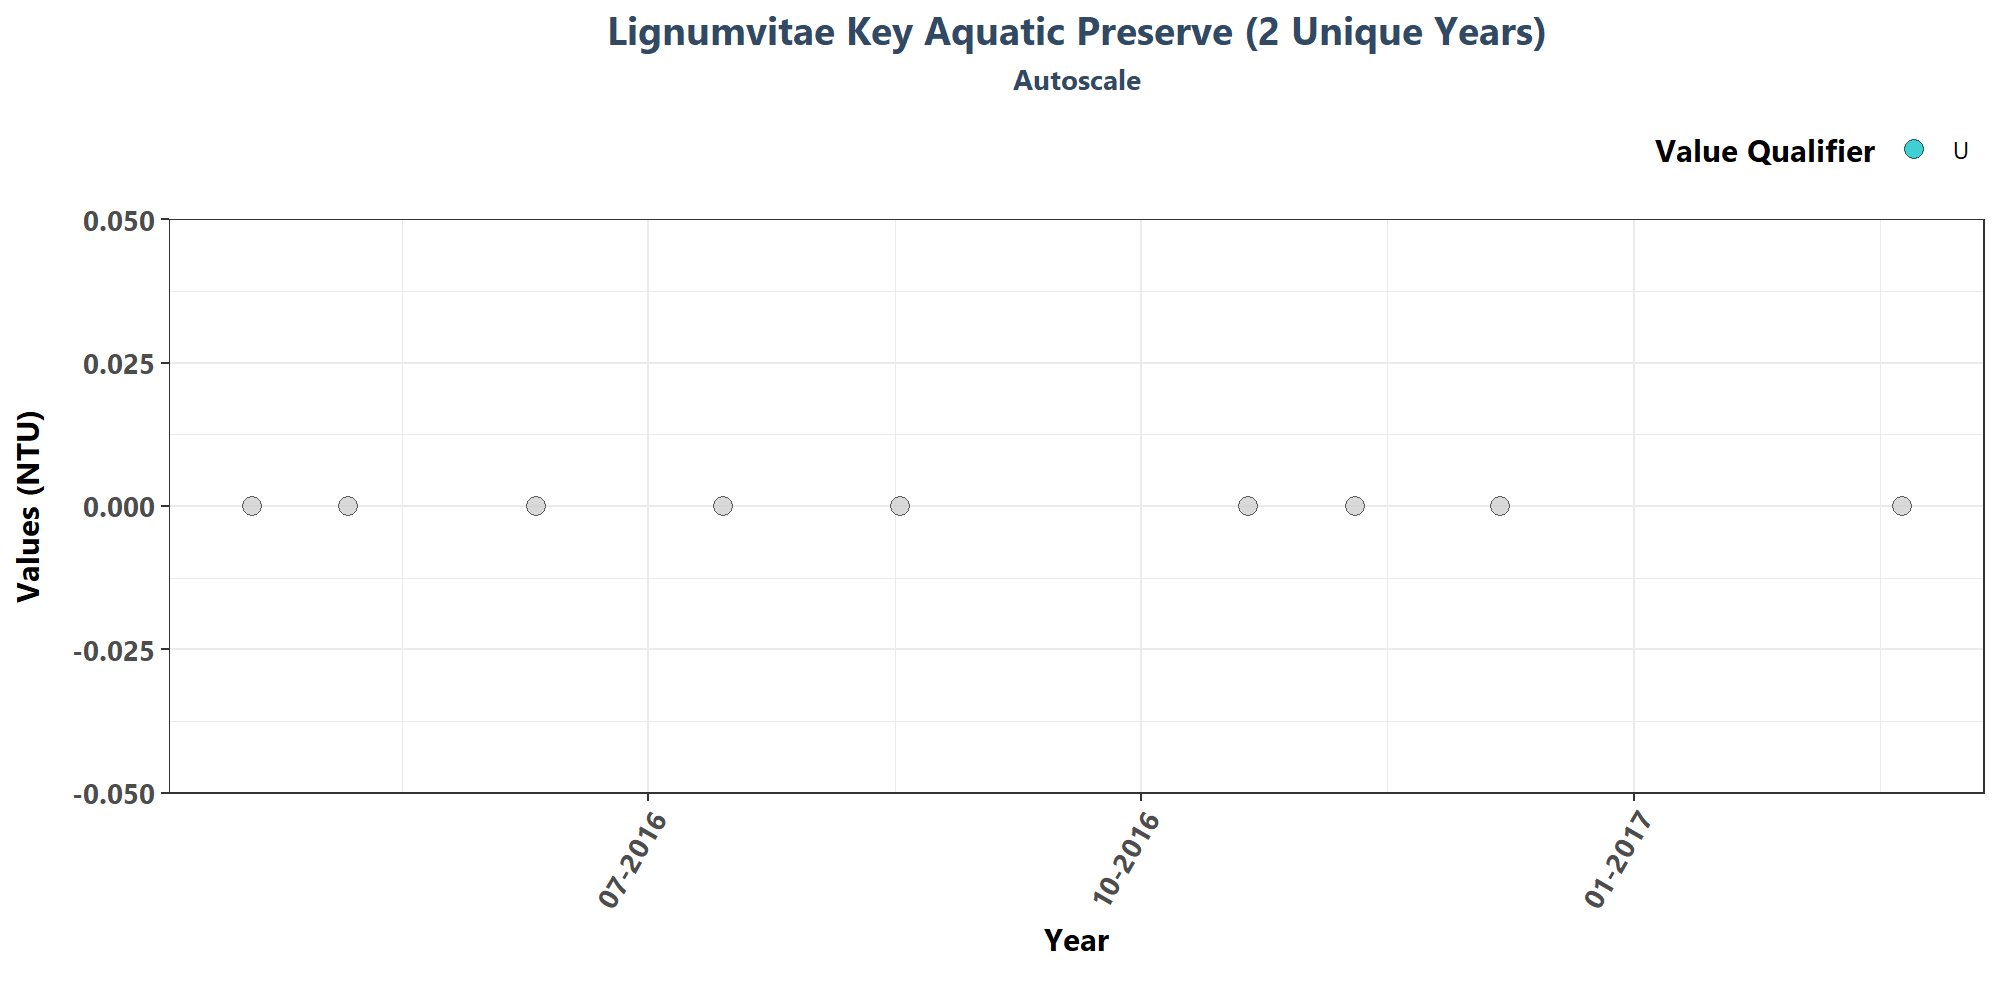 Lignumvitae Key Aquatic Preserve (2 Unique Years)
Autoscale
Value Qualifier U
0.050
0.025
0.000
-0.025
-0.050
Values (NTU)
07-2016
10-2016
01-2017
Year